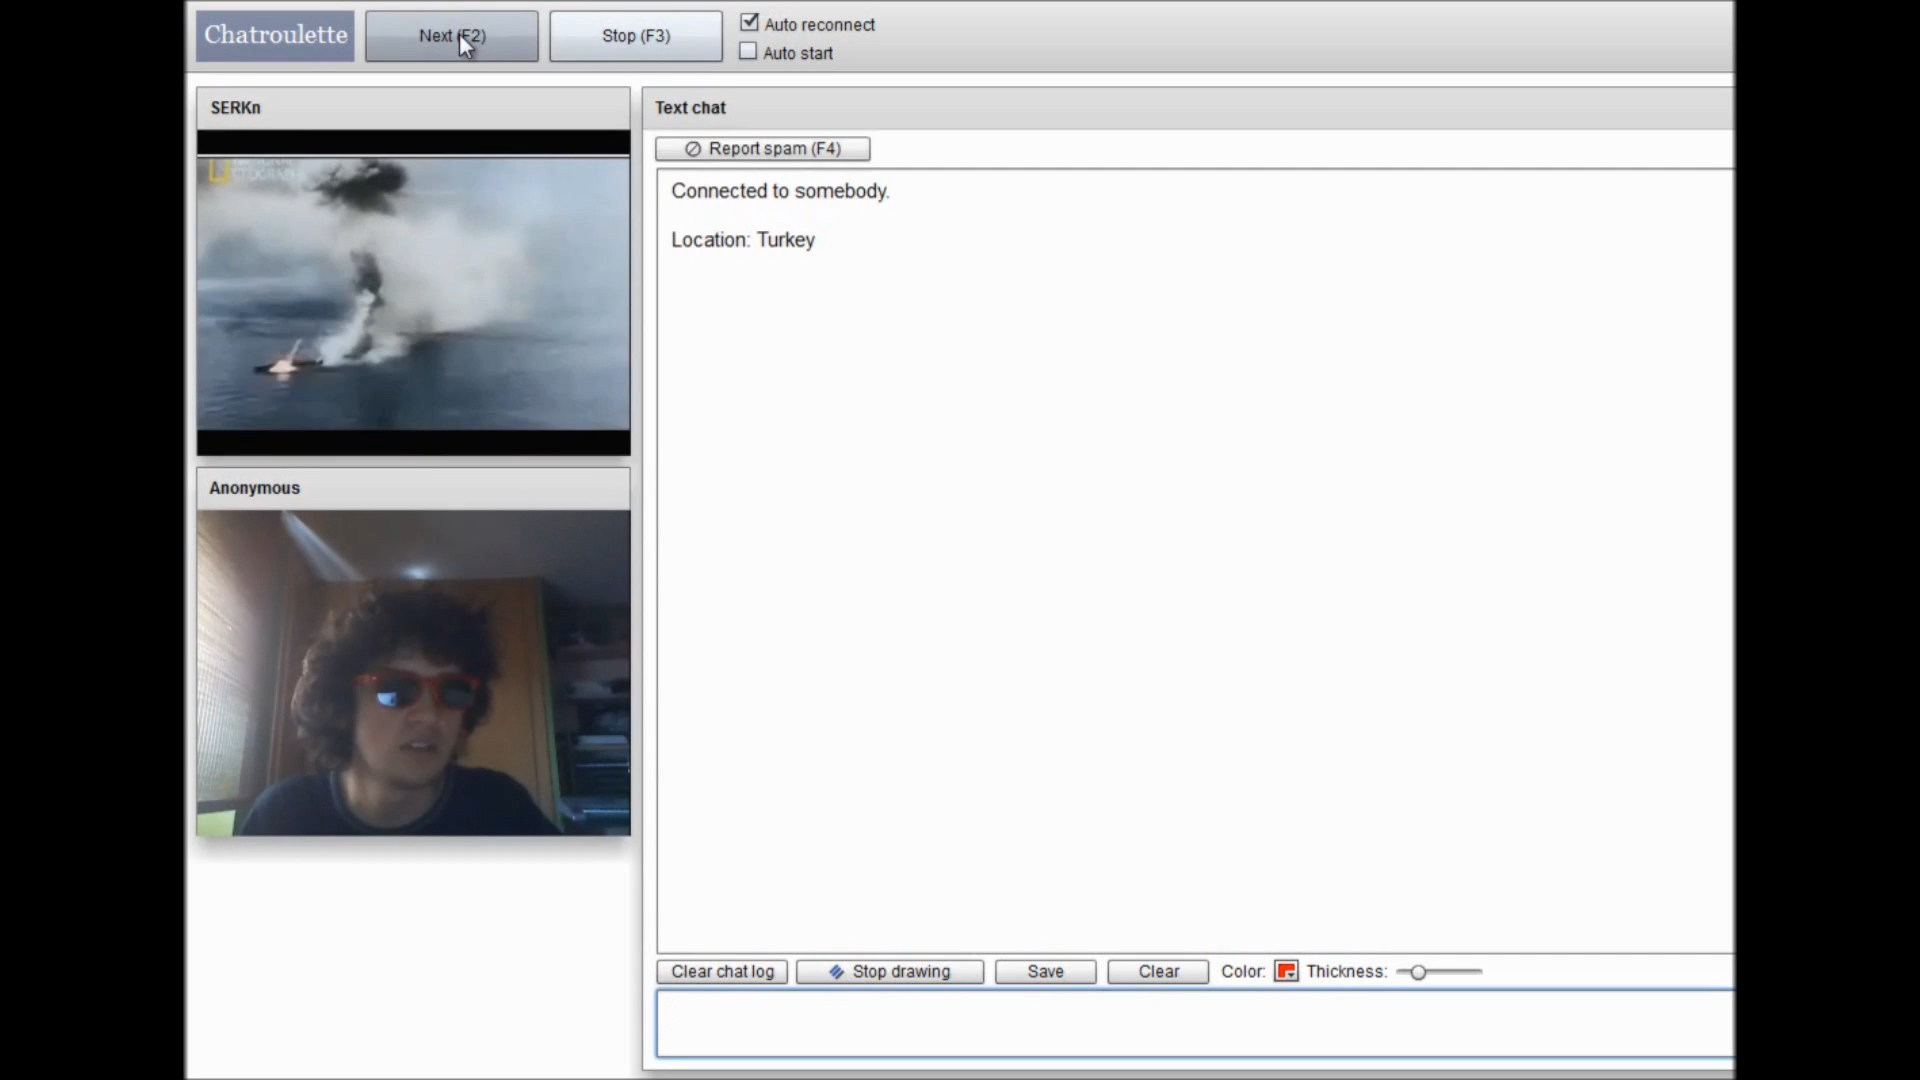 Chatroulette
Next (F2)
Stop (F3)
Auto reconnect
Auto start
SERKn
Text chat
Report spam (F4)
Connected to somebody.
Location: Turkey
Anonymous
Clear chat log
Stop drawing
Save
Clear
Color:
Thickness: